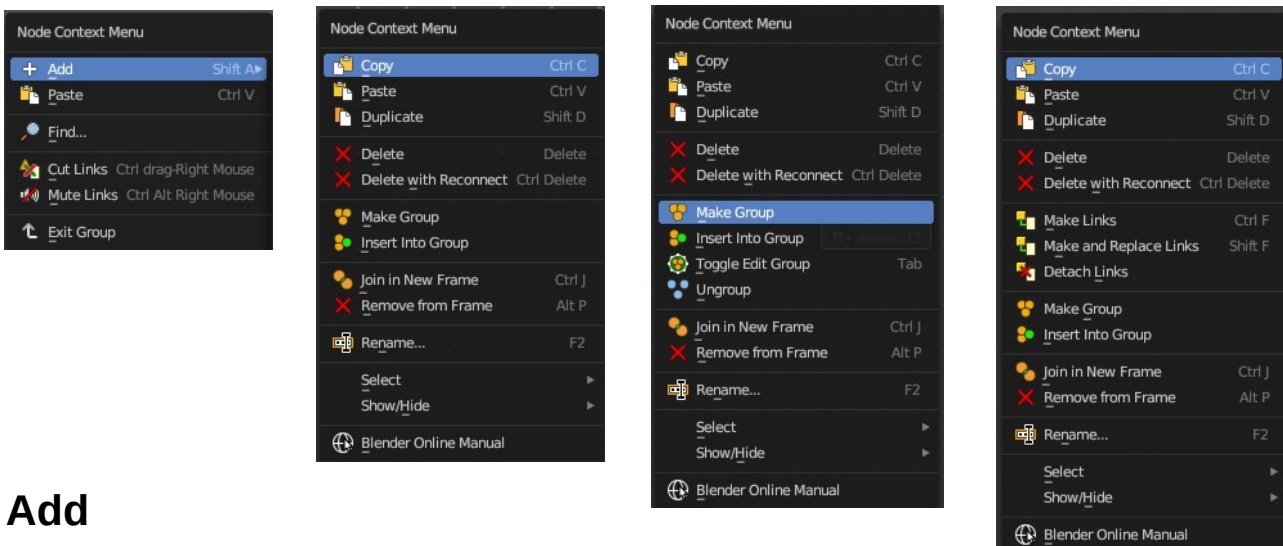 Node Context Menu
Add Shift A
Paste Ctrl V
Find...
Cut Links Ctrl drag-Right Mouse
Mute Links Ctrl Alt Right Mouse
Exit Group
Node Context Menu
Copy Ctrl C
Paste Ctrl V
Duplicate Shift D
Delete Delete
Delete with Reconnect Ctrl Delete
Make Group
Insert Into Group
Join in New Frame Ctrl J
Remove from Frame Alt P
Rename... F2
Select
Show/Hide
Blender Online Manual
Node Context Menu
Copy Ctrl C
Paste Ctrl V
Duplicate Shift D
Delete Delete
Delete with Reconnect Ctrl Delete
Make Group
Insert Into Group
Toggle Edit Group Tab
Ungroup
Join in New Frame Ctrl J
Remove from Frame Alt P
Rename... F2
Select
Show/Hide
Blender Online Manual
Node Context Menu
Copy Ctrl C
Paste Ctrl V
Duplicate Shift D
Delete Delete
Delete with Reconnect Ctrl Delete
Make Links Ctrl F
Make and Replace Links Shift F
Detach Links
Make Group
Insert Into Group
Join in New Frame Ctrl J
Remove from Frame Alt P
Rename... F2
Select
Show/Hide
Blender Online Manual
Add